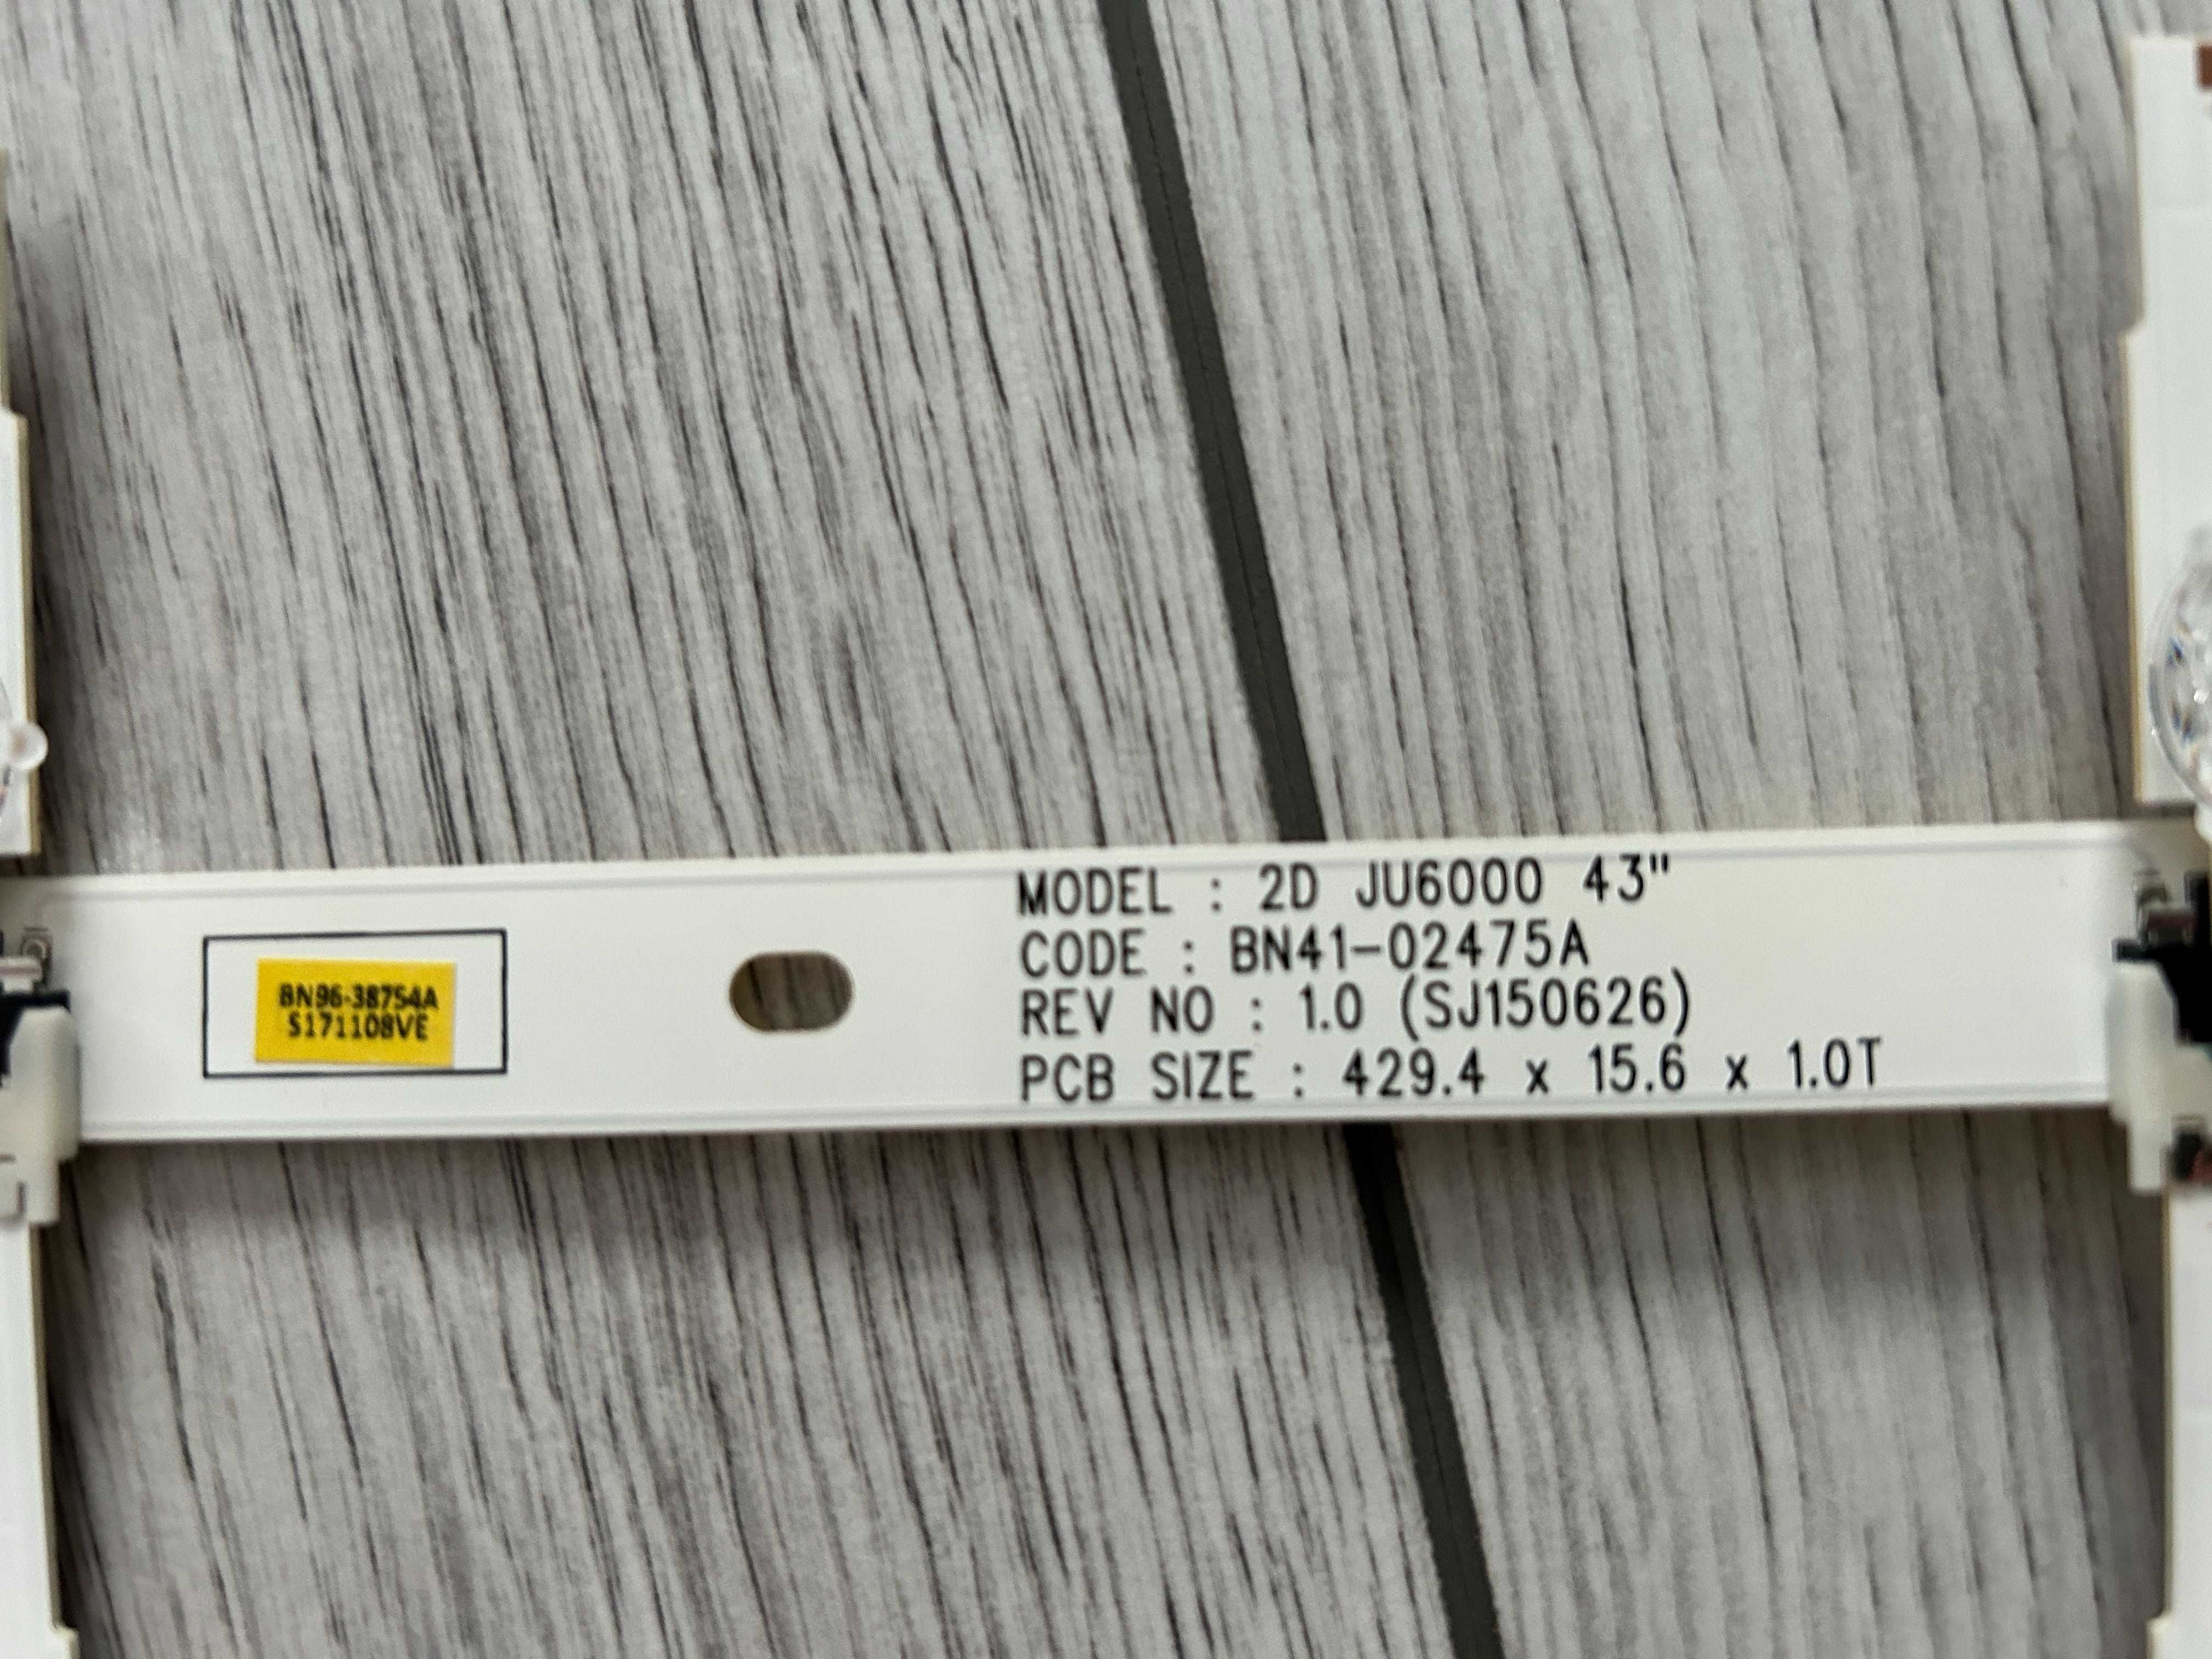 MODEL : 2D JU6000 43"
CODE : BN41-02475A
REV NO : 1.0 (SJ150626)
PCB SIZE : 429.4 x 15.6 x 1.0T
BN96-38754A
S171108VE